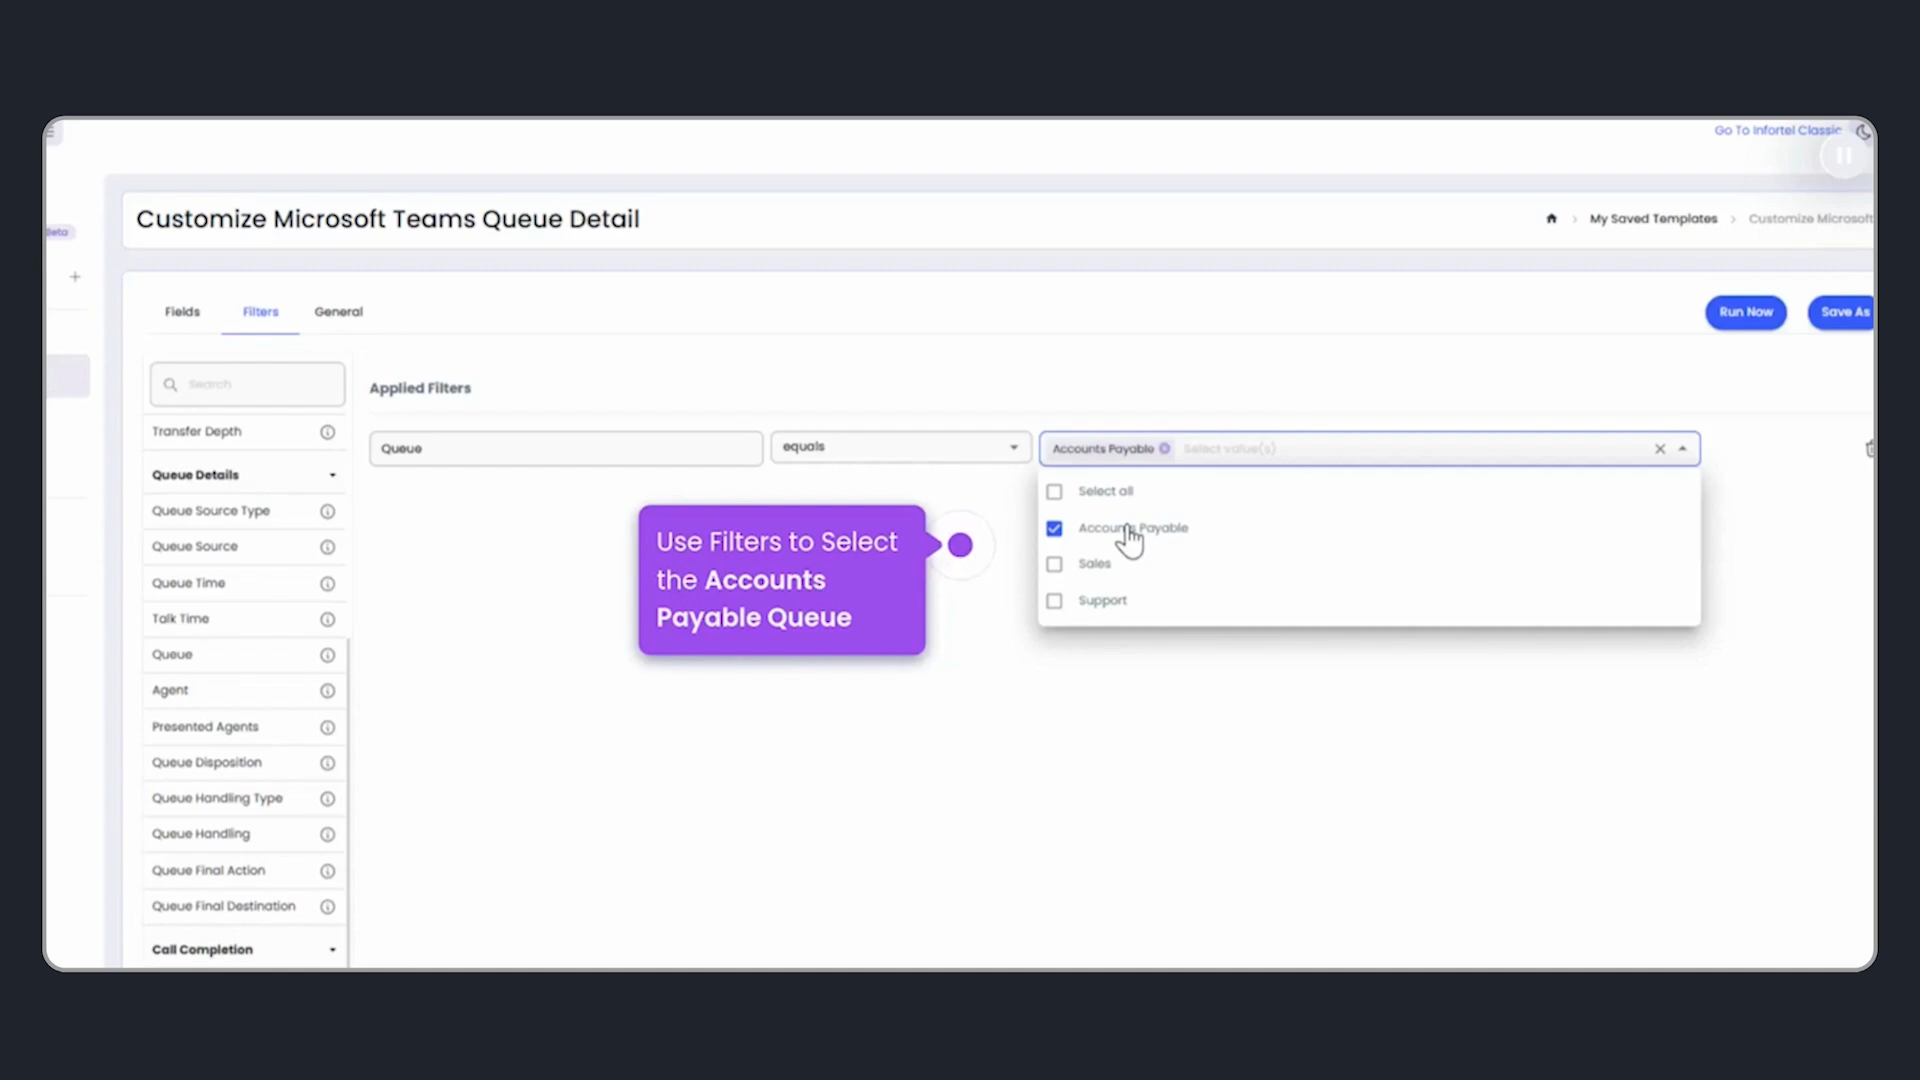 Go To Infortel Classic
Customize Microsoft Teams Queue Detail
My Saved Templates
Customize Microsoft
Beta
Fields
Filters
General
Run Now
Save As
Search
Applied Filters
Transfer Depth
Queue
equals
Accounts Payable
Select value(s)
Queue Details
Select all
Queue Source Type
Accounts Payable
Queue Source
Sales
Queue Time
Support
Talk Time
Use Filters to Select
the Accounts
Payable Queue
Queue
Agent
Presented Agents
Queue Disposition
Queue Handling Type
Queue Handling
Queue Final Action
Queue Final Destination
Call Completion